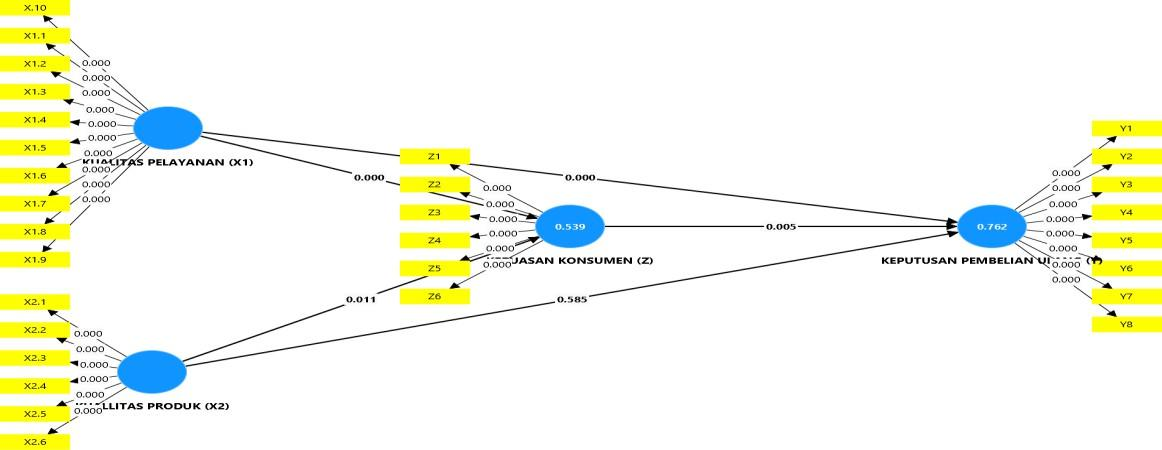 X.10
X1.1
X1.2
X1.3
X1.4
X1.5
X1.6
X1.7
X1.8
X1.9
0.000
0.000
0.000
0.000
0.000
0.000
0.000
0.000
0.000
0.000
PELAYANAN (X1)
X2.1
X2.2
X2.3
X2.4
X2.5
X2.6
0.000
0.000
0.000
0.000
0.000
0.000
PRODUK (X2)
0.000
0.000
0.011
0.585
0.005
Z1
Z2
Z3
Z4
Z5
Z6
0.000
0.000
0.000
0.000
0.000
0.000
0.539
KONSUMEN (Z)
0.762
KEPUTUSAN PEMBELIAN (Y)
0.000
0.000
0.000
0.000
0.000
0.000
0.000
0.000
Y1
Y2
Y3
Y4
Y5
Y6
Y7
Y8